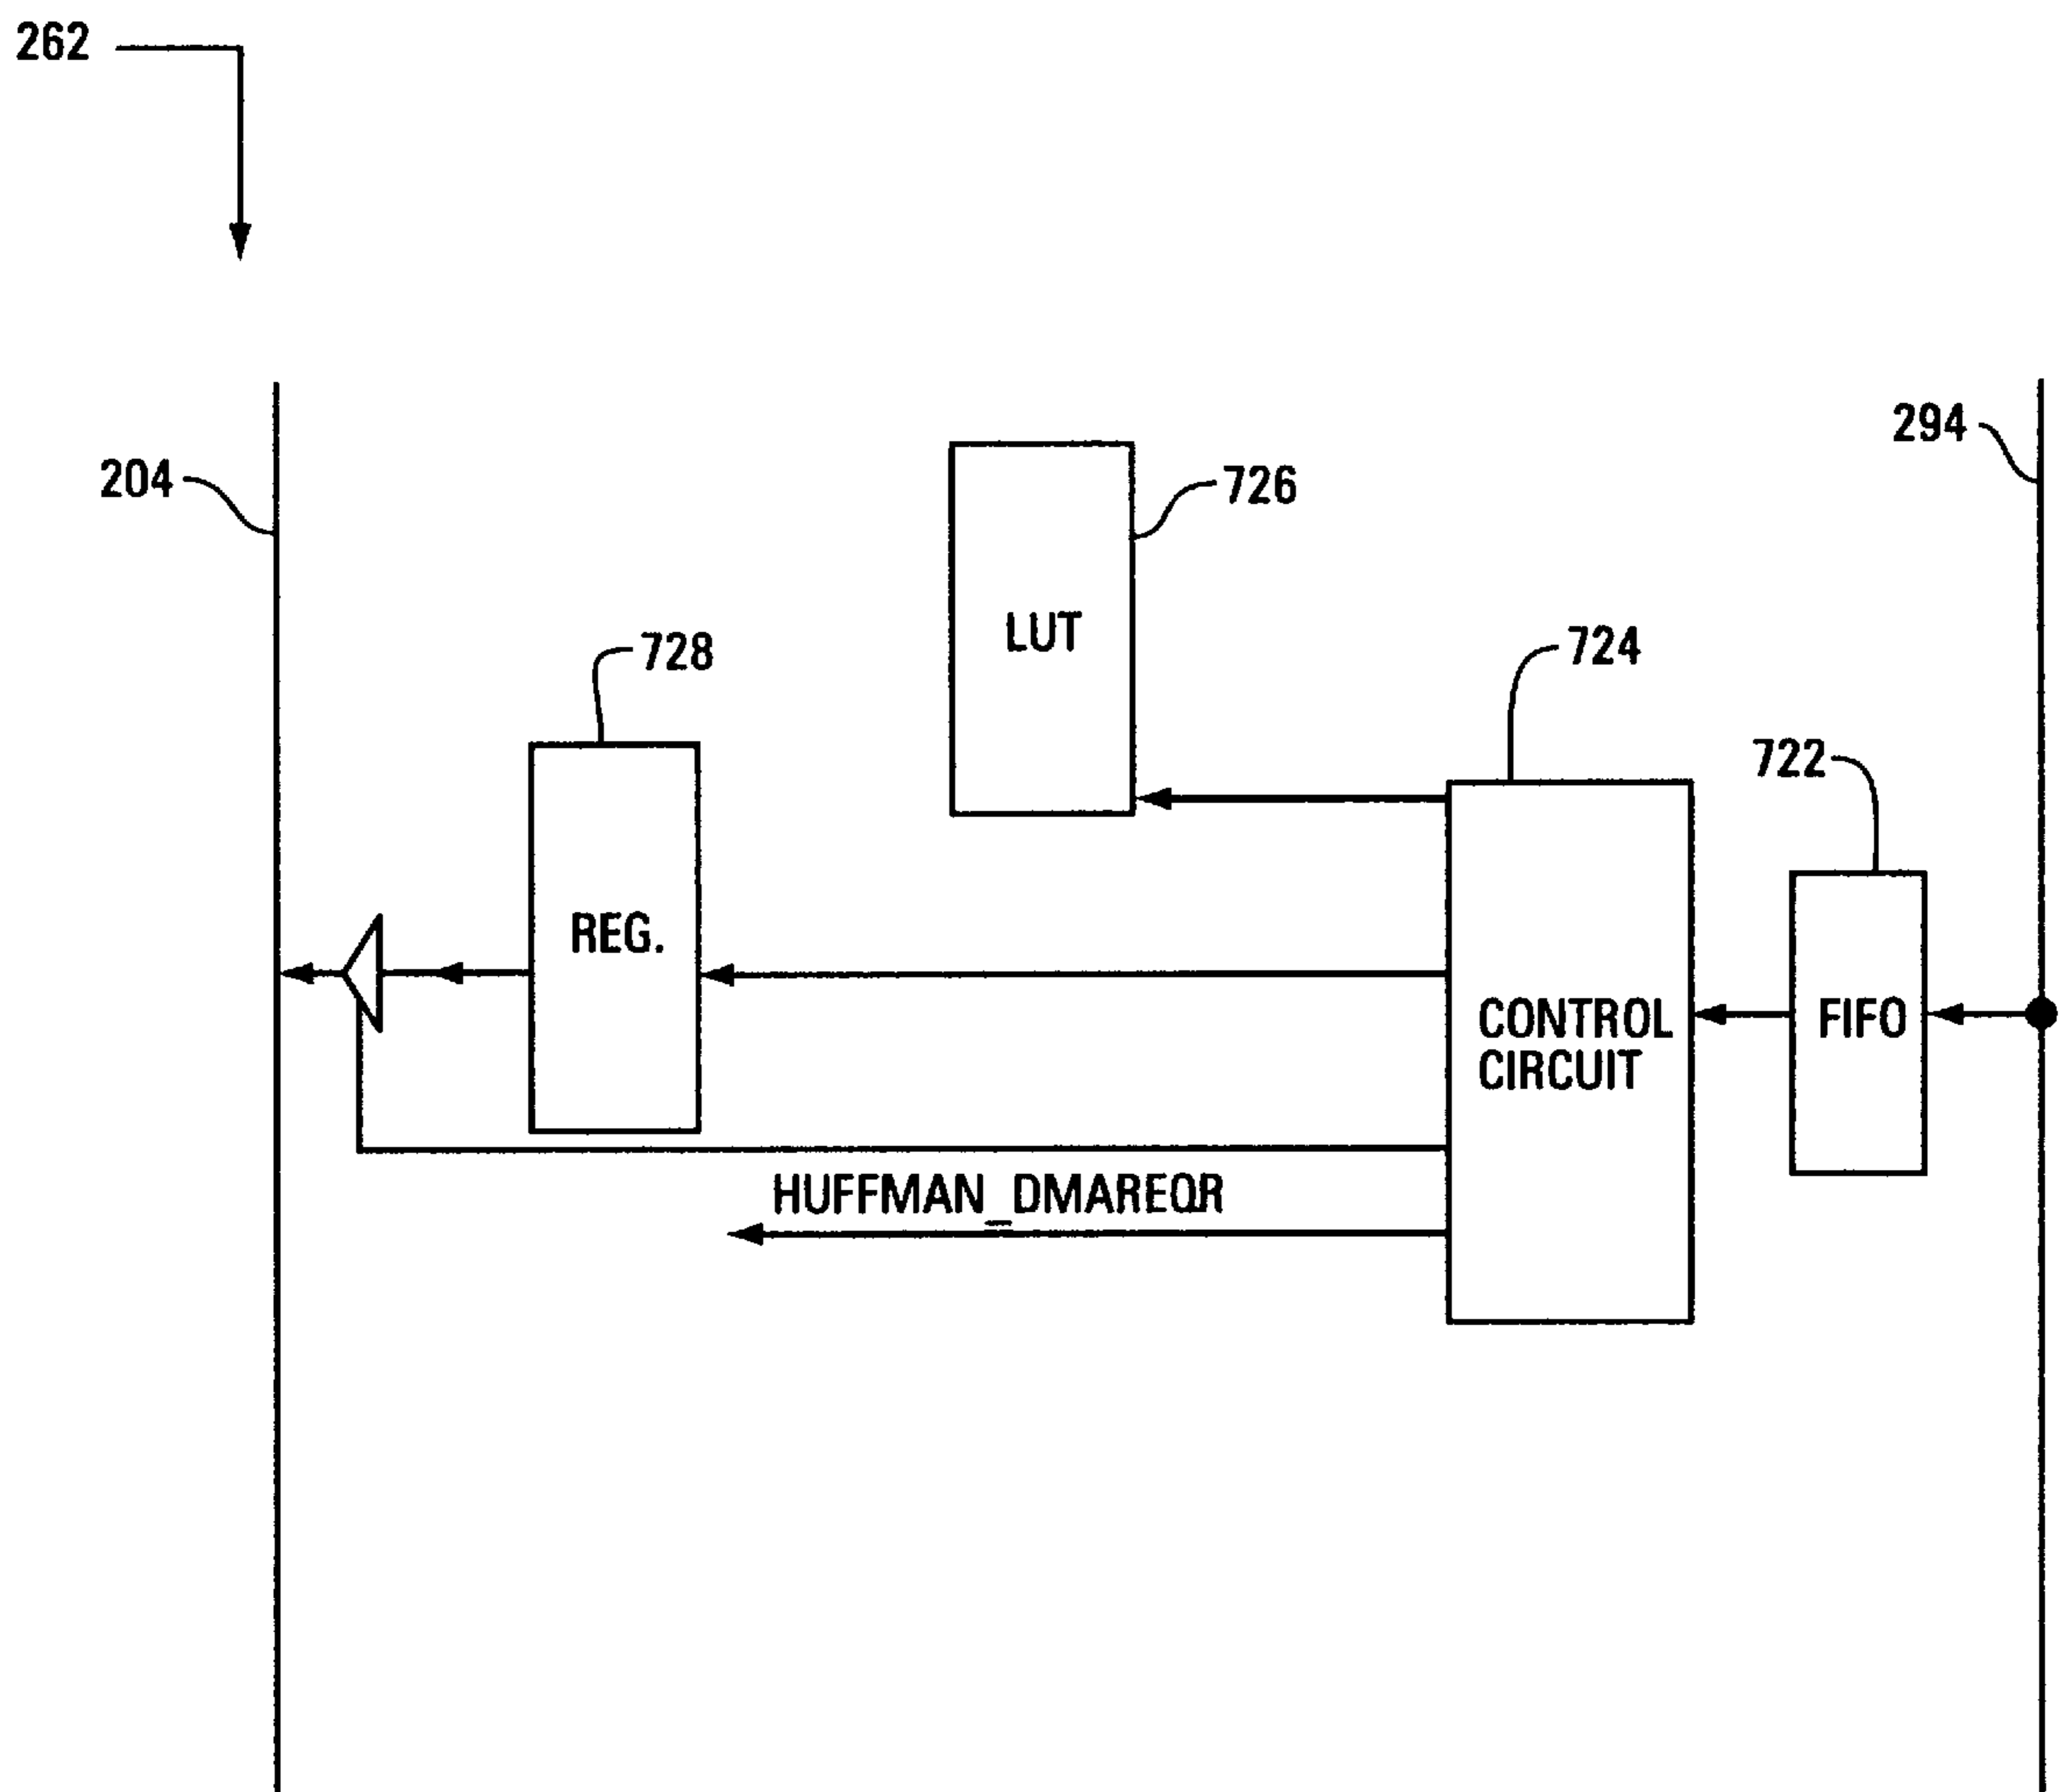 262
294
204
726
LUT
724
728
722
REG.
CONTROL
CIRCUIT
FIFO
HUFFMAN_DMAREQR